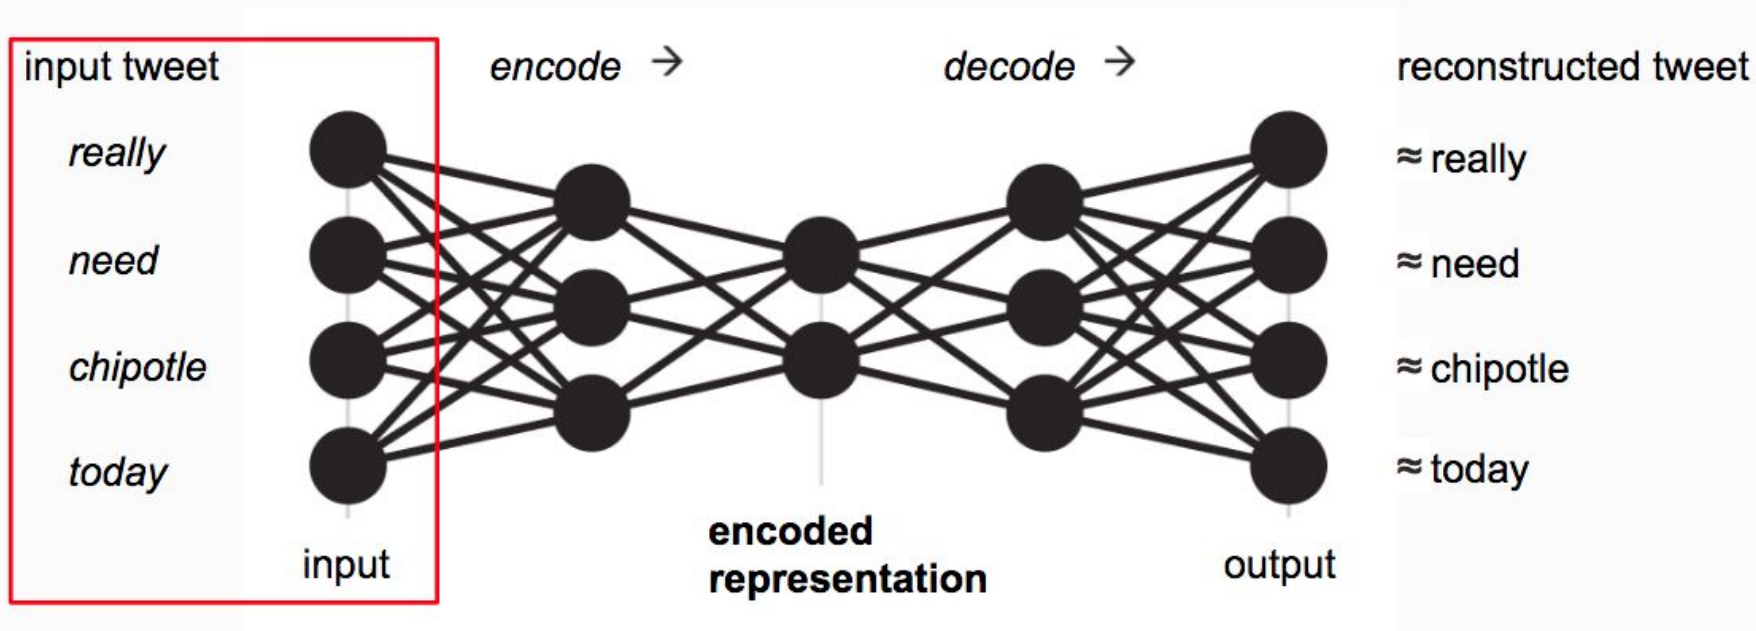 input tweet
encode →
decode →
reconstructed tweet
really
≈ really
need
≈ need
chipotle
≈ chipotle
today
≈ today
input
encoded
representation
output